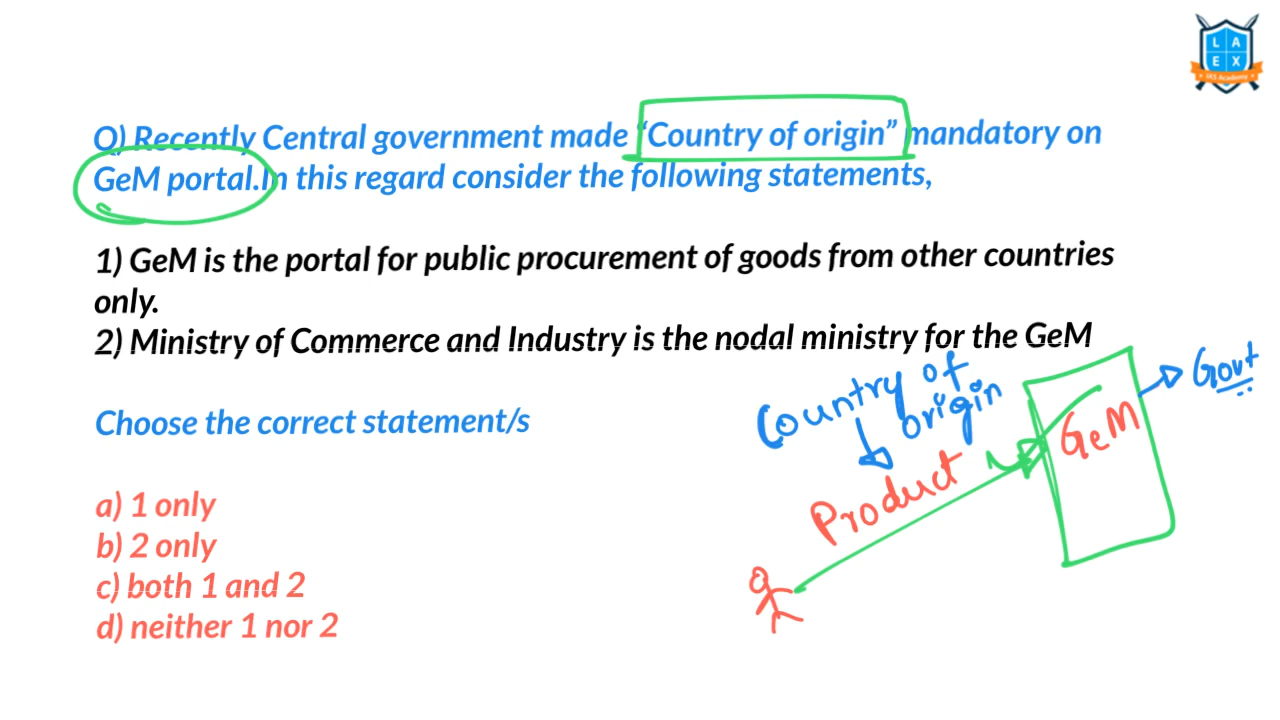 L A
E X
IAS Academy
Q) Recently Central government made “Country of origin” mandatory on
GeM portal.In this regard consider the following statements,
1) GeM is the portal for public procurement of goods from other countries
only.
2) Ministry of Commerce and Industry is the nodal ministry for the GeM
Choose the correct statement/s
a) 1 only
b) 2 only
c) both 1 and 2
d) neither 1 nor 2
Country of
origin
Product
GeM
Govt